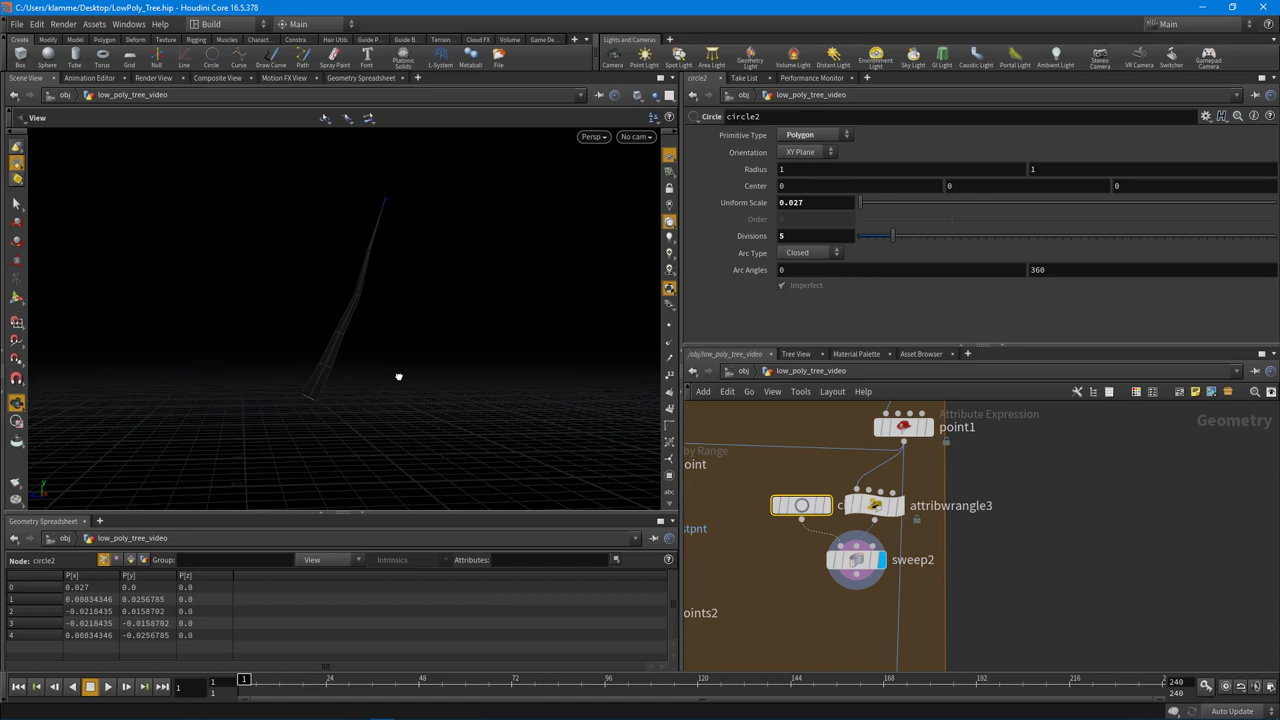 C:/Users/klamme/Desktop/LowPoly_Tree.hip - Houdini Core 16.5.378
File Edit Render Assets Windows Help Build Main Main
Create Modify Model Polygon Deform Texture Rigging Muscles Charact... Constra... Hair Utils Guide P... Guide B... Terrain... Cloud FX Volume Game De... Lights and Cameras
Sphere Tube Torus Grid Null Line Circle Curve Draw Curve Path Spray Paint Font Platonic Solids L-System Metaball File Camera Point Light Spot Light Area Light Geometry Light Volume Light Distant Light Environment Light Sky Light GI Light Caustic Light Portal Light Ambient Light Stereo Camera VR Camera Switcher Gamepad Camera
Scene View Animation Editor Render View Composite View Motion FX View Geometry Spreadsheet
obj low_poly_tree_video
View
Persp No cam
circle2 Take List Performance Monitor
obj low_poly_tree_video
Circle circle2
Primitive Type Polygon
Orientation XY Plane
Radius 1 1
Center 0 0 0
Uniform Scale 0.027
Order 4
Divisions 5
Arc Type Closed
Arc Angles 0 360
Imperfect
/obj/low_poly_tree_video Tree View Material Palette Asset Browser
obj low_poly_tree_video
Add Edit Go View Tools Layout Help
Geometry
Attribute Expression
point1
by Range
oint
attribwrange3
stpnt
sweep2
oints2
Geometry Spreadsheet
obj low_poly_tree_video
Node: circle2 Group: View Intrinsics Attributes:
P[x] P[y] P[z]
0 0.027 0.0 0.0
1 0.00834346 0.0256785 0.0
2 -0.0218435 0.0158702 0.0
3 -0.0218435 -0.0158702 0.0
4 0.00834346 -0.0256785 0.0
1 1 1 1 24 48 72 96 120 144 168 192 216 240 240
Auto Update